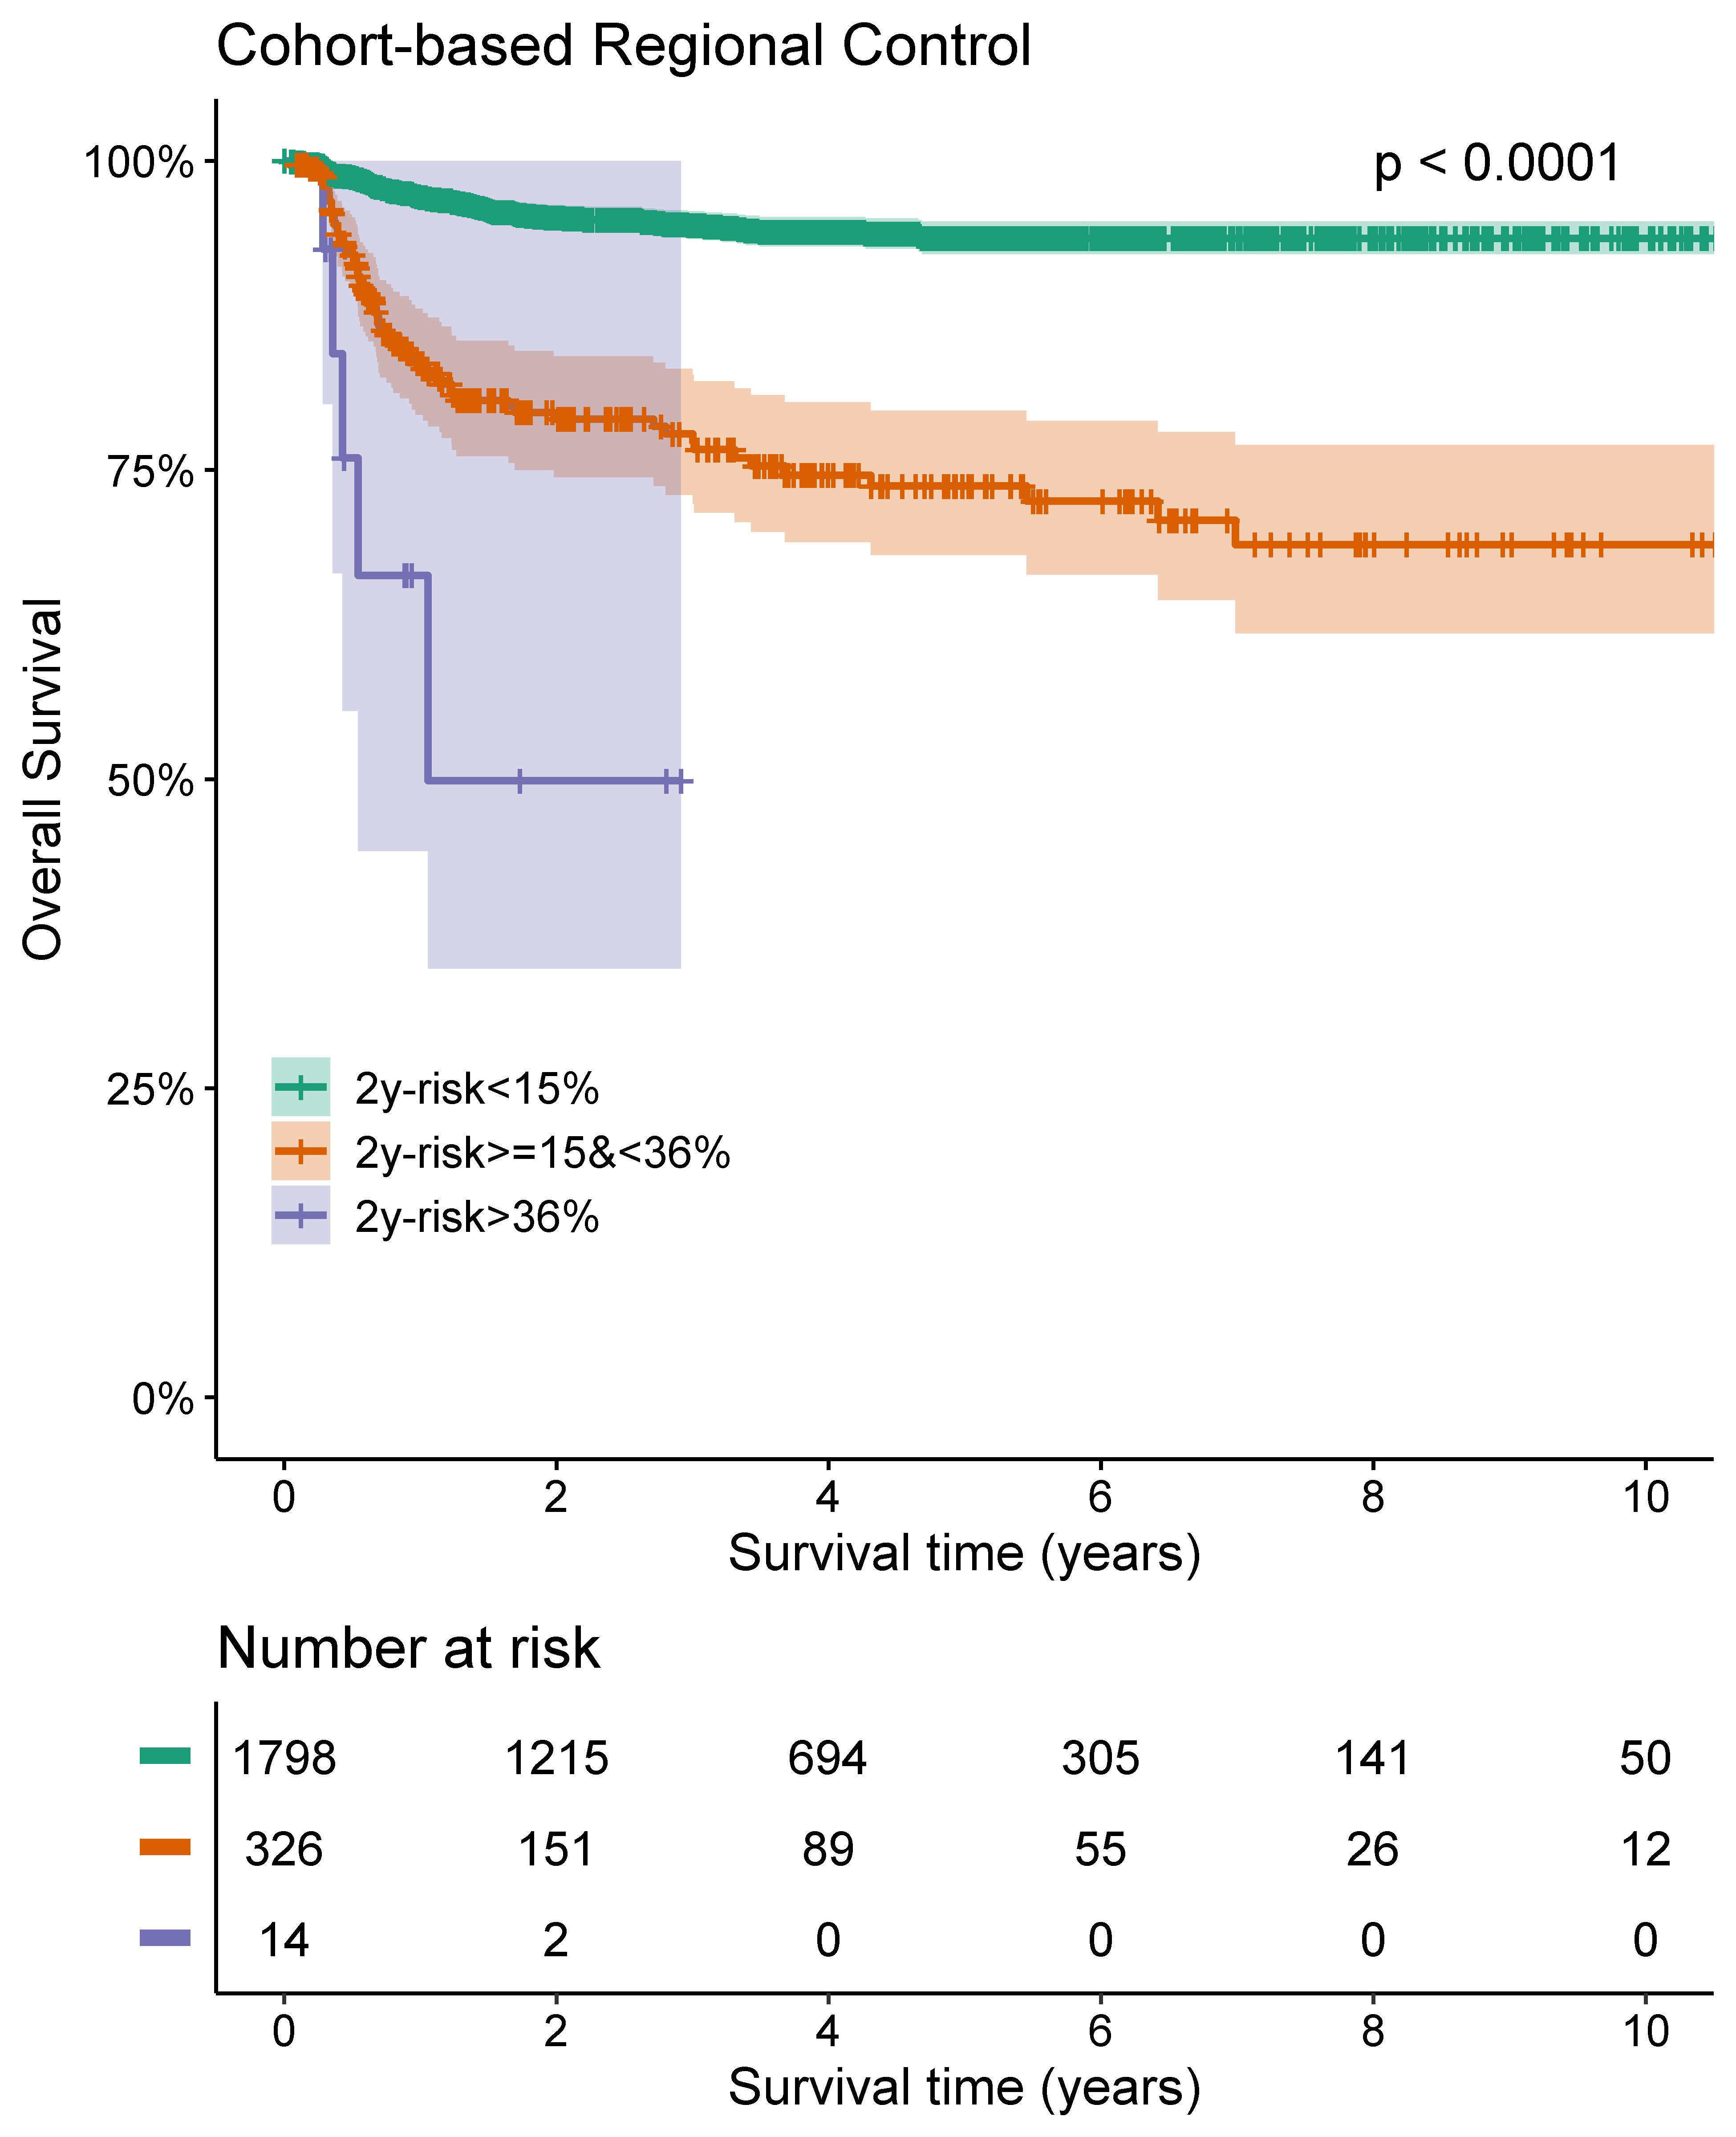 Cohort-based Regional Control
p < 0.0001
100%
75%
50%
25%
0%
Overall Survival
2y-risk<15%
2y-risk>=15&<36%
2y-risk>36%
0 2 4 6 8 10
Survival time (years)
Number at risk
1798 1215 694 305 141 50
326 151 89 55 26 12
14 2 0 0 0 0
0 2 4 6 8 10
Survival time (years)